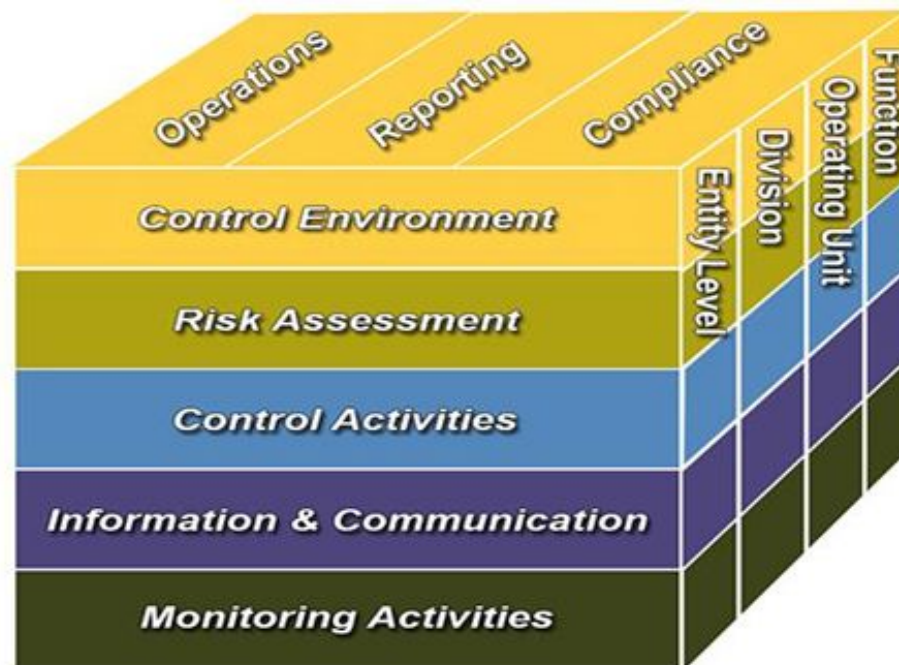 Operations
Reporting
Compliance
Control Environment
Risk Assessment
Control Activities
Information & Communication
Monitoring Activities
Entity Level
Division
Operating Unit
Function